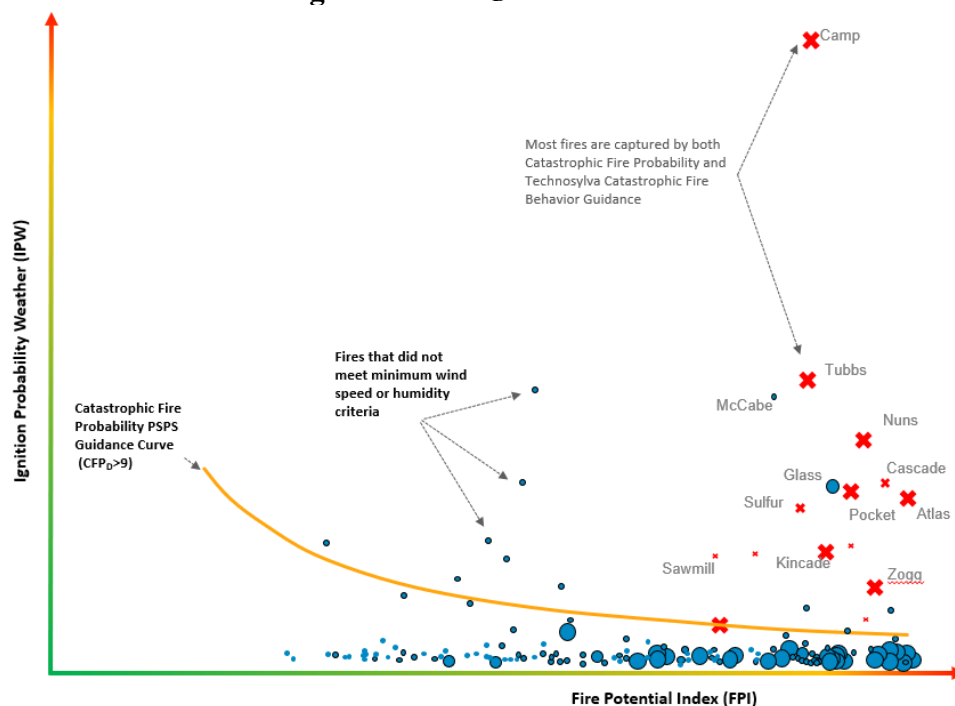 Camp
Most fires are captured by both
Catastrophic Fire Probability and
Technosylva Catastrophic Fire
Behavior Guidance
Ignition Probability Weather (IPW)
Fires that did not
meet minimum wind
speed or humidity
criteria
Tubbs
McCabe
Catastrophic Fire
Probability PSPS
Guidance Curve
(CFPD>9)
Nuns
Glass
Cascade
Sulfur
Pocket
Atlas
Sawmill
Kincade
Zogg
Fire Potential Index (FPI)